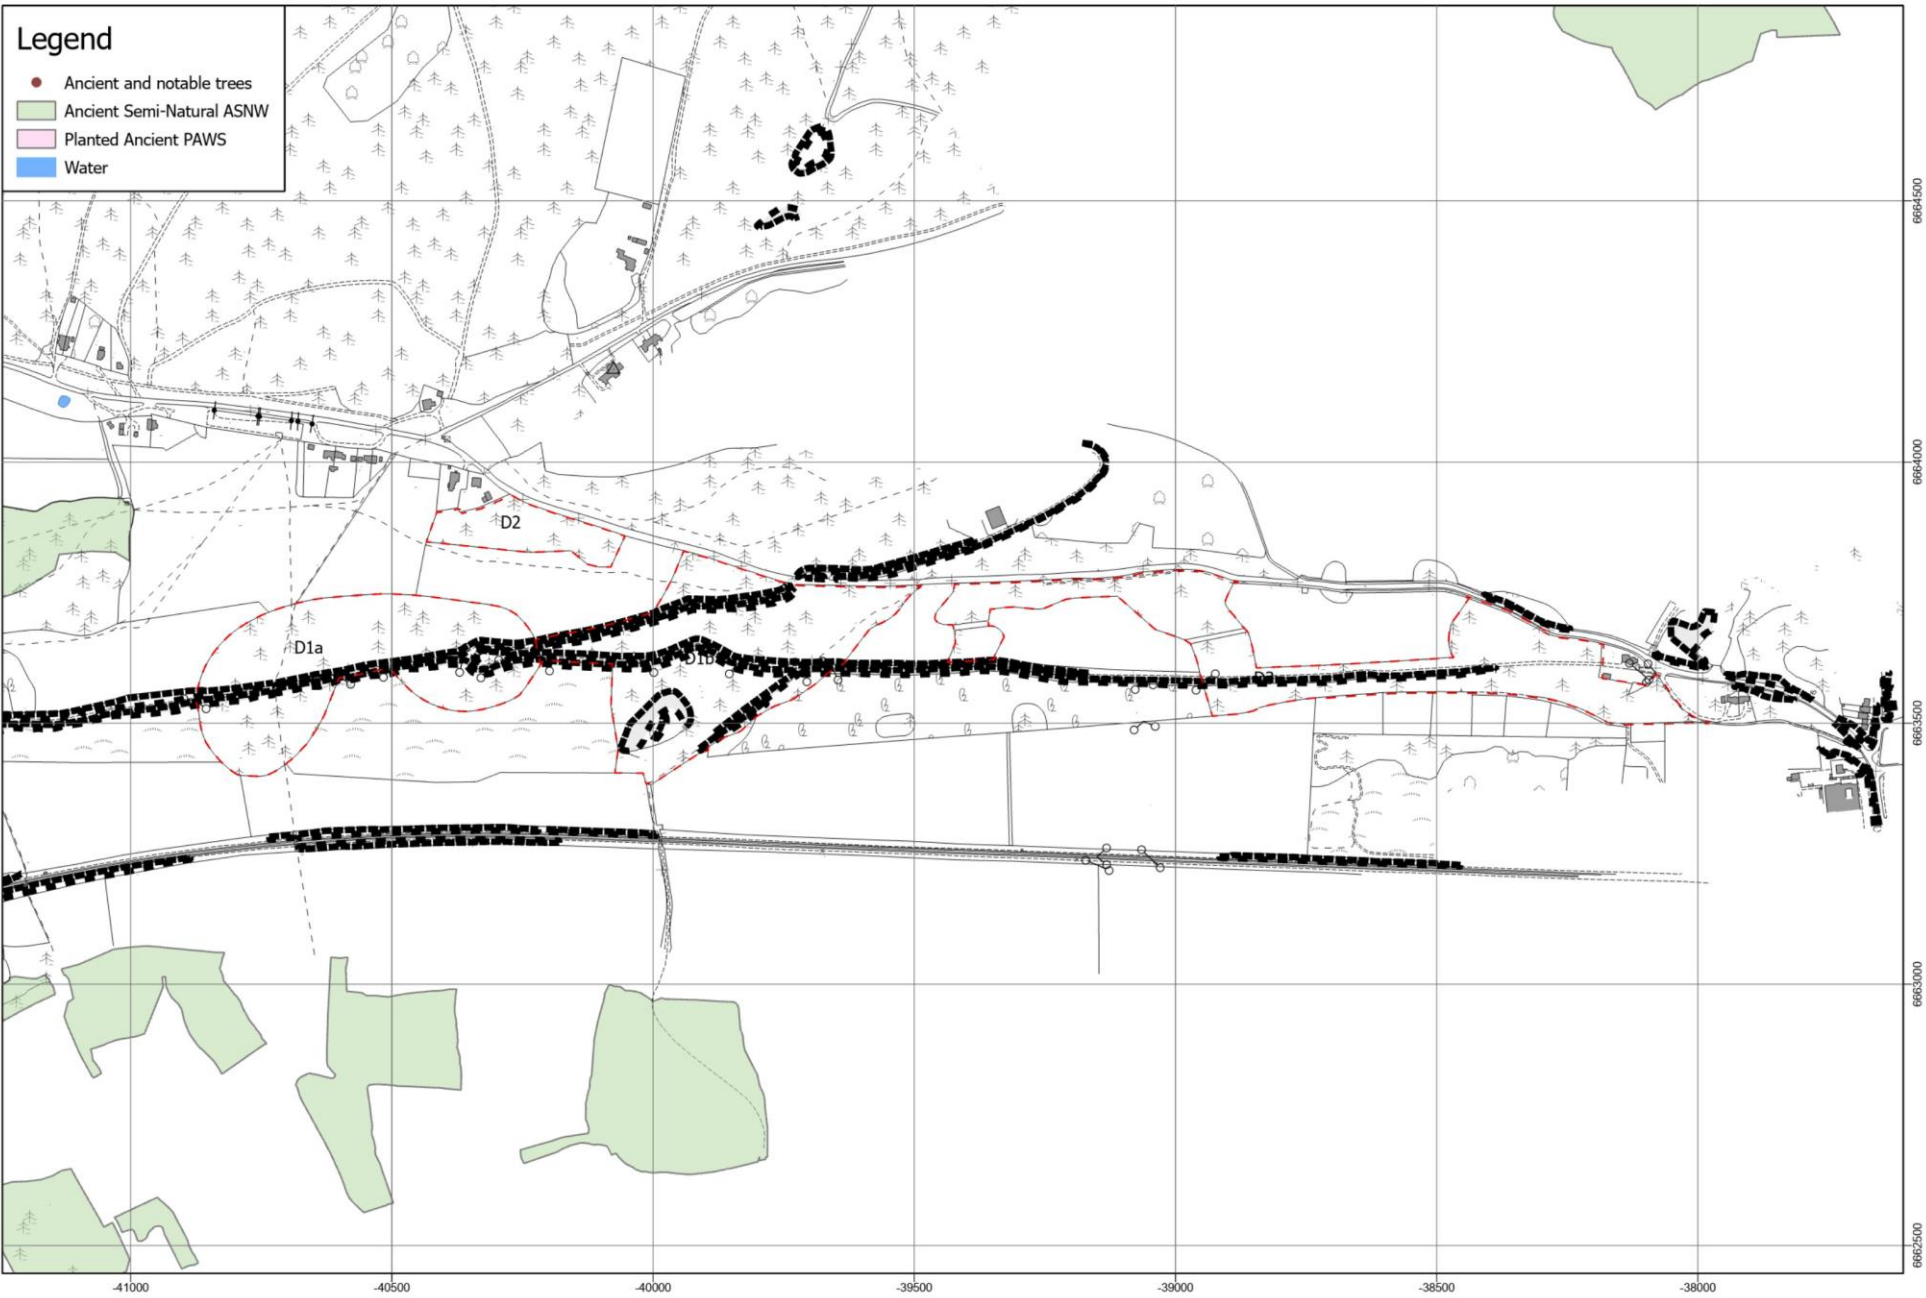 Legend
Ancient and notable trees
Ancient Semi-Natural ASNW
Planted Ancient PAWS
Water
6664500
6664000
D2
D1a
D1b
6663500
6663000
6662500
-41000 -40500 -40000 -39500 -39000 -38500 -38000